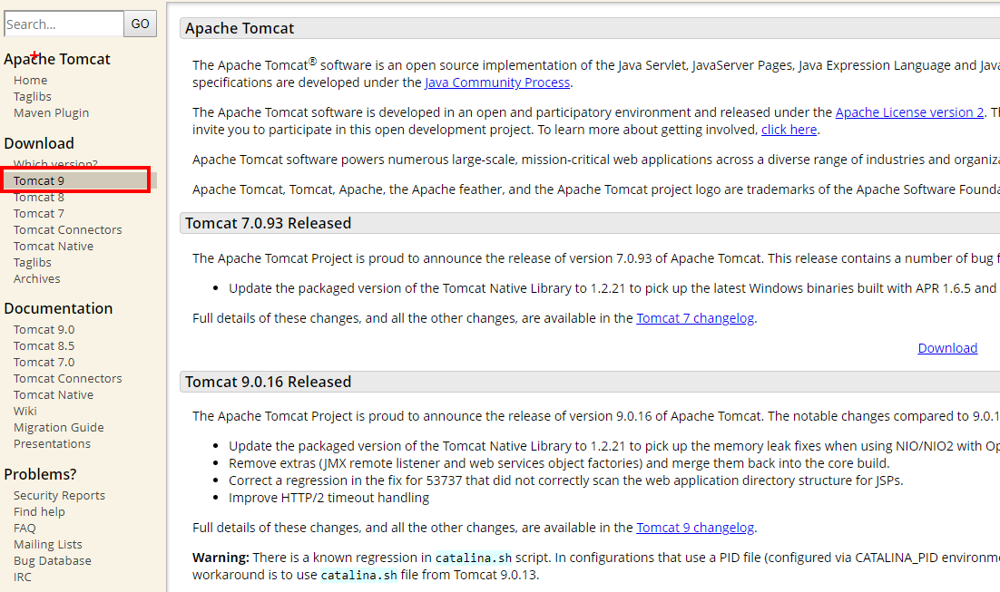 Search...
GO
Apache Tomcat
Home
Taglibs
Maven Plugin
Download
Which version?
Tomcat 9
Tomcat 8
Tomcat 7
Tomcat Connectors
Tomcat Native
Taglibs
Archives
Documentation
Tomcat 9.0
Tomcat 8.5
Tomcat 7.0
Tomcat Connectors
Tomcat Native
Wiki
Migration Guide
Presentations
Problems?
Security Reports
Find help
FAQ
Mailing Lists
Bug Database
IRC
Apache Tomcat
The Apache Tomcat® software is an open source implementation of the Java Servlet, JavaServer Pages, Java Expression Language and Jav
specifications are developed under the Java Community Process.
The Apache Tomcat software is developed in an open and participatory environment and released under the Apache License version 2. T
invite you to participate in this open development project. To learn more about getting involved, click here.
Apache Tomcat software powers numerous large-scale, mission-critical web applications across a diverse range of industries and organiz
Apache Tomcat, Tomcat, Apache, the Apache feather, and the Apache Tomcat project logo are trademarks of the Apache Software Founda
Tomcat 7.0.93 Released
The Apache Tomcat Project is proud to announce the release of version 7.0.93 of Apache Tomcat. This release contains a number of bug f
• Update the packaged version of the Tomcat Native Library to 1.2.21 to pick up the latest Windows binaries built with APR 1.6.5 and
Full details of these changes, and all the other changes, are available in the Tomcat 7 changelog.
Download
Tomcat 9.0.16 Released
The Apache Tomcat Project is proud to announce the release of version 9.0.16 of Apache Tomcat. The notable changes compared to 9.0.1
• Update the packaged version of the Tomcat Native Library to 1.2.21 to pick up the memory leak fixes when using NIO/NIO2 with Op
• Remove extras (JMX remote listener and web services object factories) and merge them back into the core build.
• Correct a regression in the fix for 53737 that did not correctly scan the web application directory structure for JSPs.
• Improve HTTP/2 timeout handling
Full details of these changes, and all the other changes, are available in the Tomcat 9 changelog.
Warning: There is a known regression in catalina.sh script. In configurations that use a PID file (configured via CATALINA_PID environme
workaround is to use catalina.sh file from Tomcat 9.0.13.